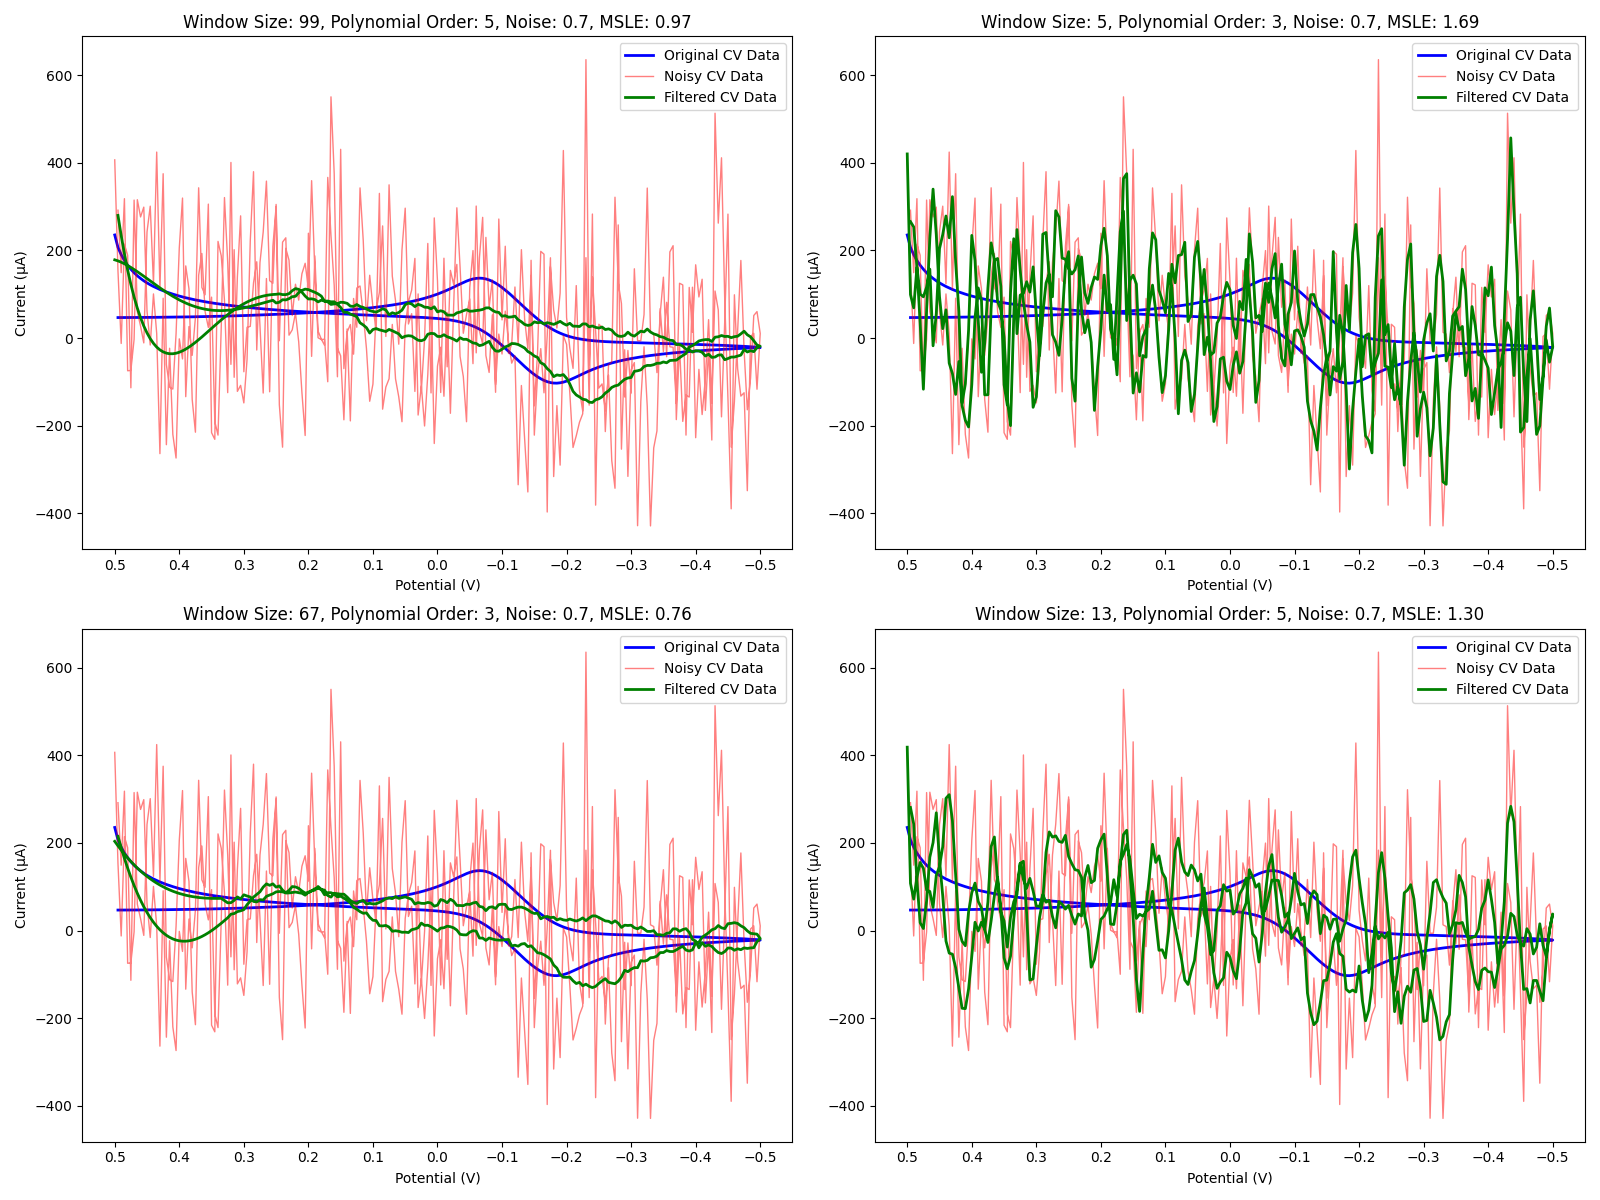 Window Size: 99, Polynomial Order: 5, Noise: 0.7, MSLE: 0.97
Original CV Data
Noisy CV Data
Filtered CV Data
Current (μA)
600
400
200
0
−200
−400
0.5 0.4 0.3 0.2 0.1 0.0 −0.1 −0.2 −0.3 −0.4 −0.5
Potential (V)
Window Size: 5, Polynomial Order: 3, Noise: 0.7, MSLE: 1.69
Original CV Data
Noisy CV Data
Filtered CV Data
Current (μA)
600
400
200
0
−200
−400
0.5 0.4 0.3 0.2 0.1 0.0 −0.1 −0.2 −0.3 −0.4 −0.5
Potential (V)
Window Size: 67, Polynomial Order: 3, Noise: 0.7, MSLE: 0.76
Original CV Data
Noisy CV Data
Filtered CV Data
Current (μA)
600
400
200
0
−200
−400
0.5 0.4 0.3 0.2 0.1 0.0 −0.1 −0.2 −0.3 −0.4 −0.5
Potential (V)
Window Size: 13, Polynomial Order: 5, Noise: 0.7, MSLE: 1.30
Original CV Data
Noisy CV Data
Filtered CV Data
Current (μA)
600
400
200
0
−200
−400
0.5 0.4 0.3 0.2 0.1 0.0 −0.1 −0.2 −0.3 −0.4 −0.5
Potential (V)